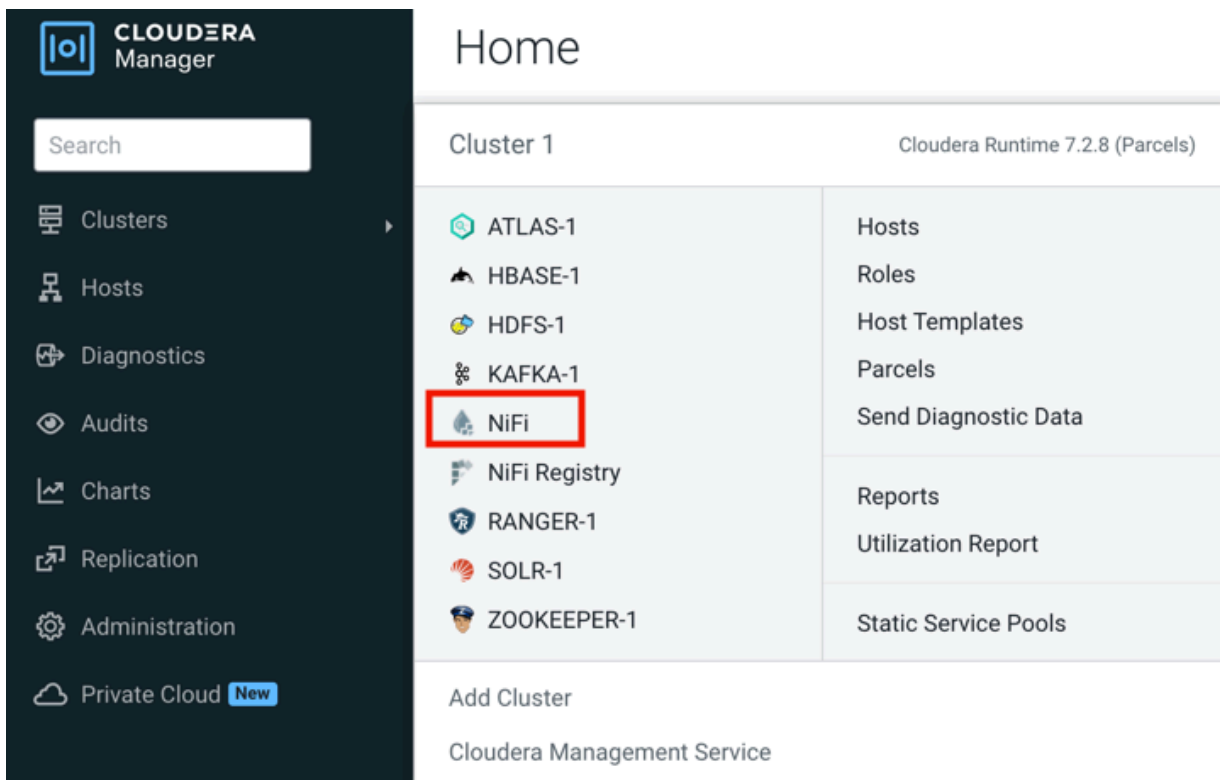 CLOUDERA
Manager
Search
Clusters
Hosts
Diagnostics
Audits
Charts
Replication
Administration
Private Cloud New
Home
Cluster 1
Cloudera Runtime 7.2.8 (Parcels)
ATLAS-1
HBASE-1
HDFS-1
KAFKA-1
NiFi
NiFi Registry
RANGER-1
SOLR-1
ZOOKEEPER-1
Hosts
Roles
Host Templates
Parcels
Send Diagnostic Data
Reports
Utilization Report
Static Service Pools
Add Cluster
Cloudera Management Service